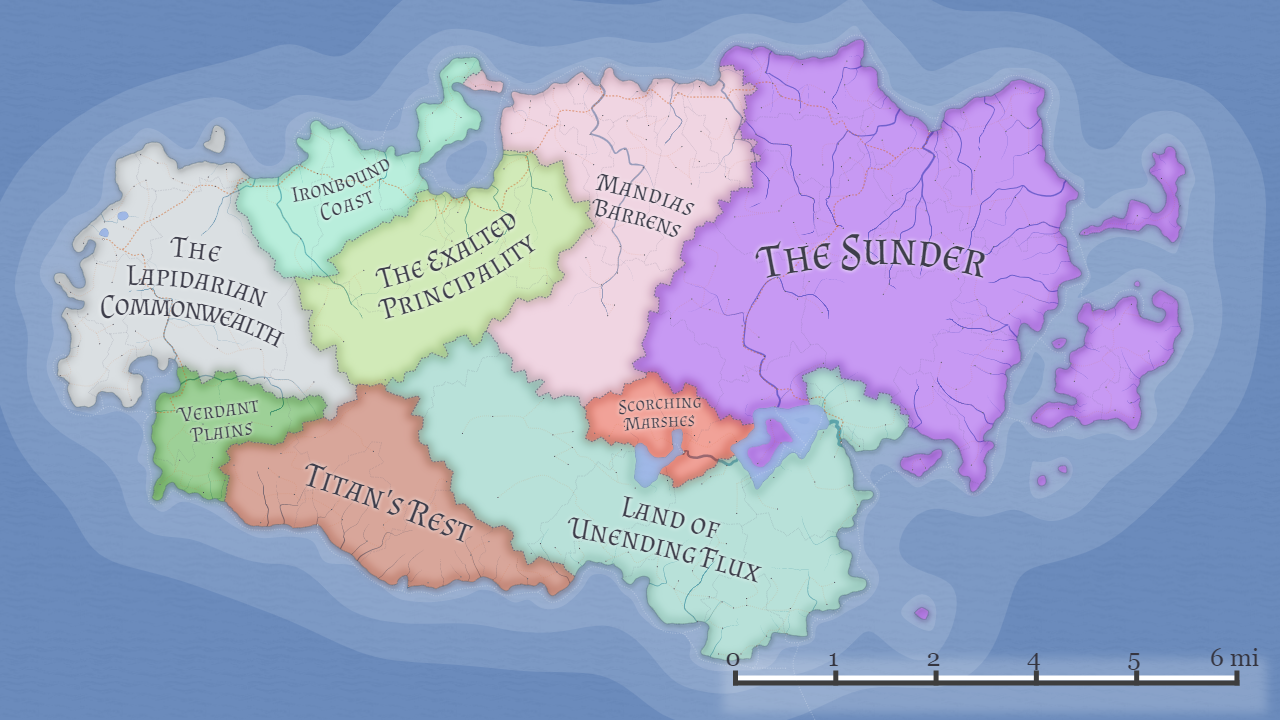 Ironbound
Coast
Mandias
Barrens
The
Lapidarian
Commonwealth
The Exalted
Principality
The Sunder
Verdant
Plains
Scorching
Marshes
Titan's Rest
Land of
Unending Flux
0 1 2 4 5 6 mi